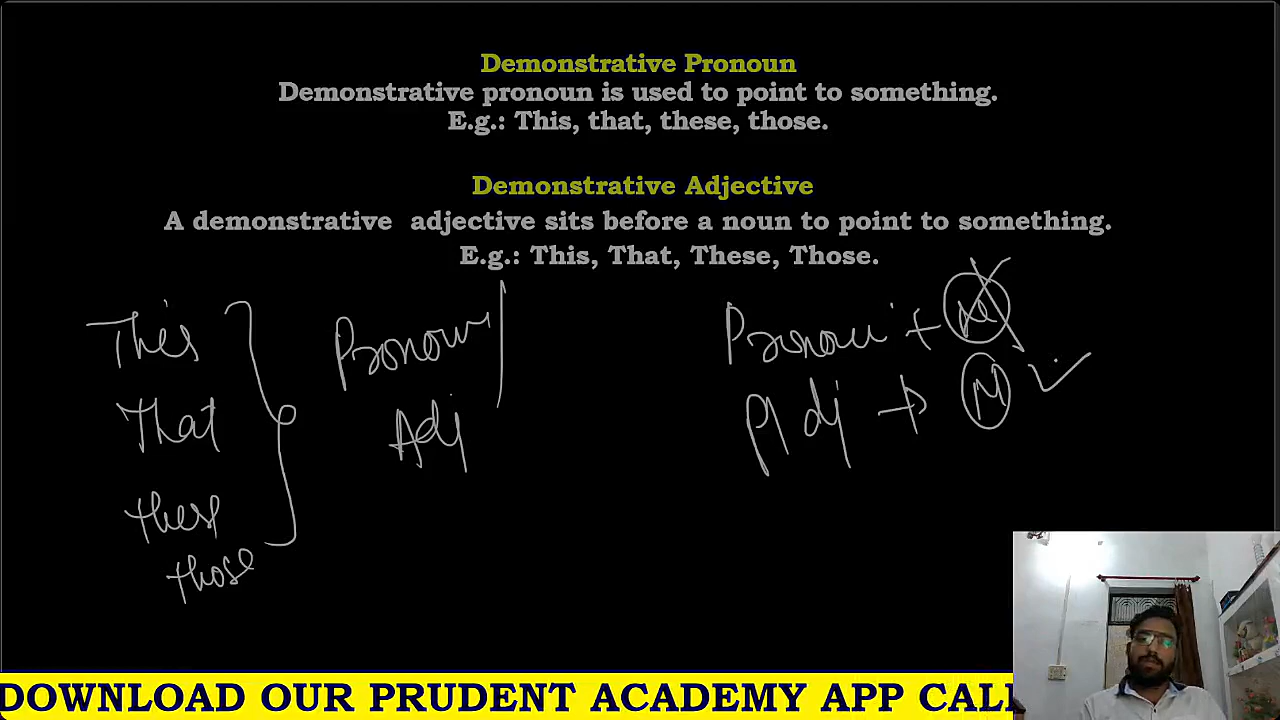 Demonstrative Pronoun
Demonstrative pronoun is used to point to something.
E.g.: This, that, these, those.
Demonstrative Adjective
A demonstrative adjective sits before a noun to point to something.
E.g.: This, That, These, Those.
This
That
these
those
Pronoun
Adj
Pronoun + N
Adj + N
DOWNLOAD OUR PRUDENT ACADEMY APP CALL